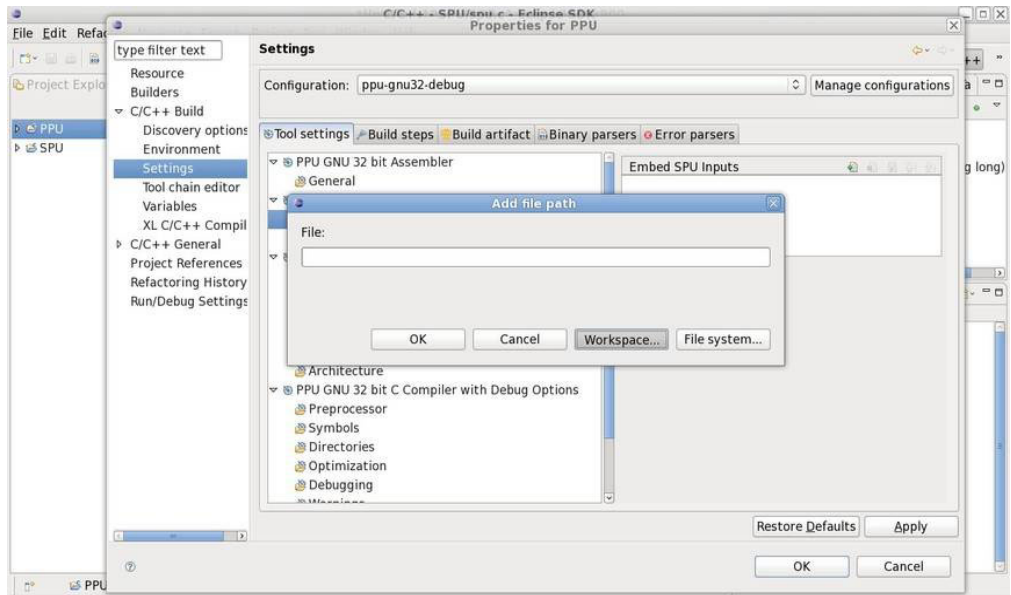 C/C++ - SPU/spu.c - Eclipse SDK
Properties for PPU
File Edit Refac
type filter text
Settings
Resource
Builders
C/C++ Build
Discovery options
Environment
Settings
Tool chain editor
Variables
XL C/C++ Compil
C/C++ General
Project References
Refactoring History
Run/Debug Settings
Project Explo
PPU
SPU
Configuration: ppu-gnu32-debug Manage configurations
Tool settings Build steps Build artifact Binary parsers Error parsers
PPU GNU 32 bit Assembler
General
Embed SPU Inputs
g long)
Add file path
File:
OK Cancel Workspace... File system...
Architecture
PPU GNU 32 bit C Compiler with Debug Options
Preprocessor
Symbols
Directories
Optimization
Debugging
Restore Defaults Apply
OK Cancel
PPU